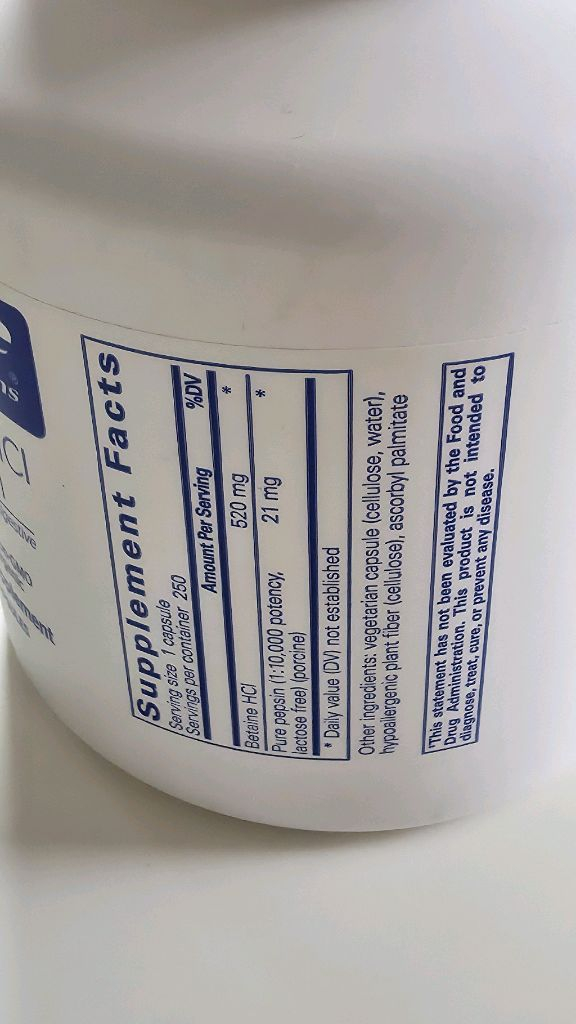 Supplement Facts
Serving size 1 capsule
Servings per container 250
Amount Per Serving %DV
Betaine HCl 520 mg *
Pure pepsin (1:10,000 potency, 21 mg *
lactose free) (porcine)
* Daily value (DV) not established
Other ingredients: vegetarian capsule (cellulose, water),
hypoallergenic plant fiber (cellulose), ascorbyl palmitate
"This statement has not been evaluated by the Food and
Drug Administration. This product is not intended to
diagnose, treat, cure, or prevent any disease.